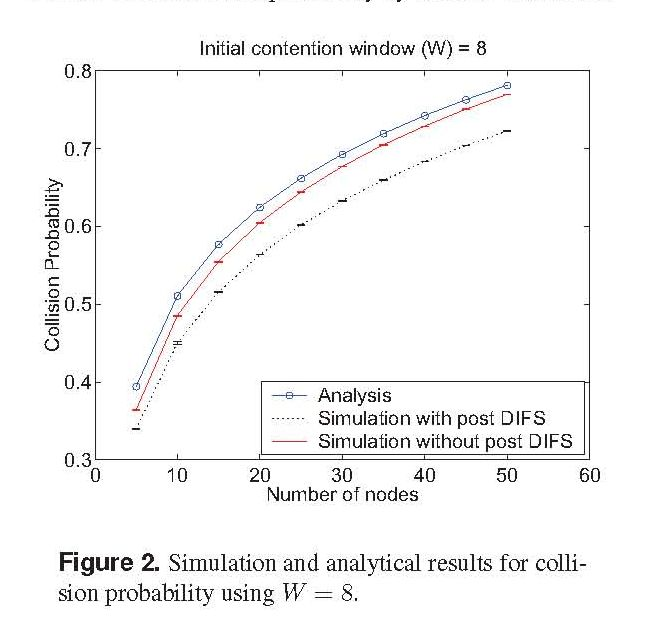 Initial contention window (W) = 8
0.8
0.7
0.6
0.5
0.4
0.3
Collision Probability
Analysis
Simulation with post DIFS
Simulation without post DIFS
0 10 20 30 40 50 60
Number of nodes
Figure 2. Simulation and analytical results for colli-
sion probability using W = 8.